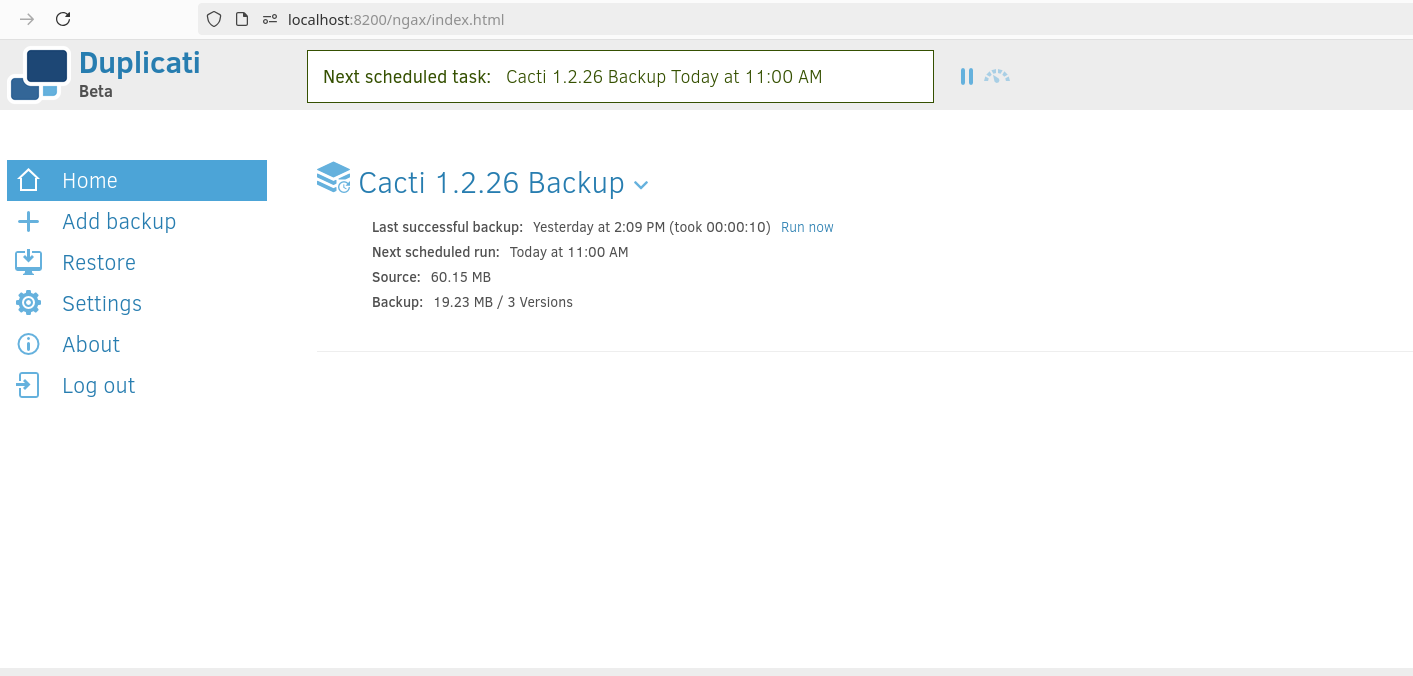 localhost:8200/ngax/index.html
Duplicati
Beta
Next scheduled task: Cacti 1.2.26 Backup Today at 11:00 AM
Home
Add backup
Restore
Settings
About
Log out
Cacti 1.2.26 Backup
Last successful backup: Yesterday at 2:09 PM (took 00:00:10) Run now
Next scheduled run: Today at 11:00 AM
Source: 60.15 MB
Backup: 19.23 MB / 3 Versions